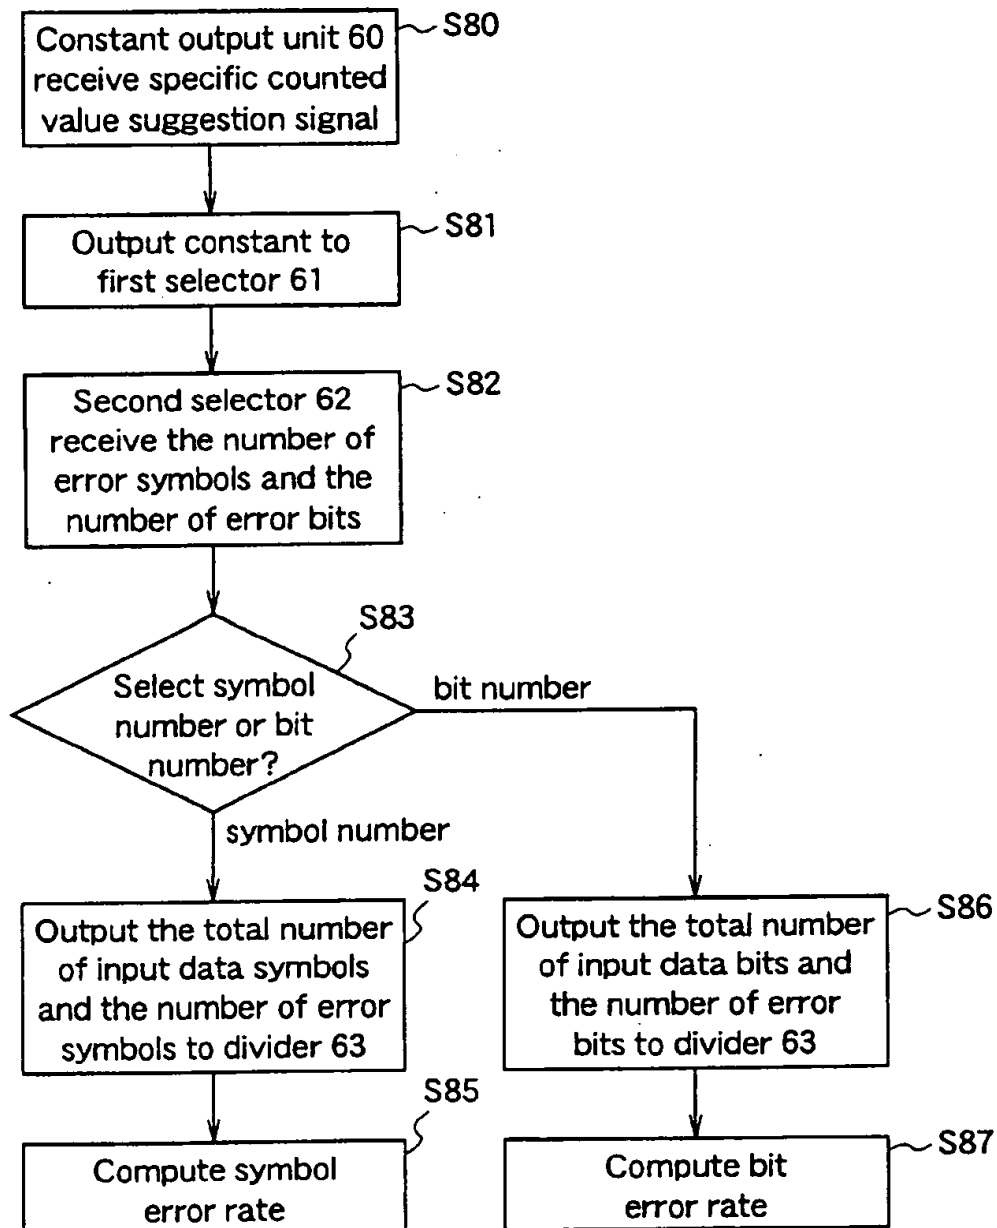 Constant output unit 60
receive specific counted
value suggestion signal
S80
Output constant to
first selector 61
S81
Second selector 62
receive the number of
error symbols and the
number of error bits
S82
Select symbol
number or bit
number?
S83
bit number
symbol number
Output the total number
of input data symbols
and the number of error
symbols to divider 63
S84
Output the total number
of input data bits and
the number of error
bits to divider 63
S86
Compute symbol
error rate
S85
Compute bit
error rate
S87